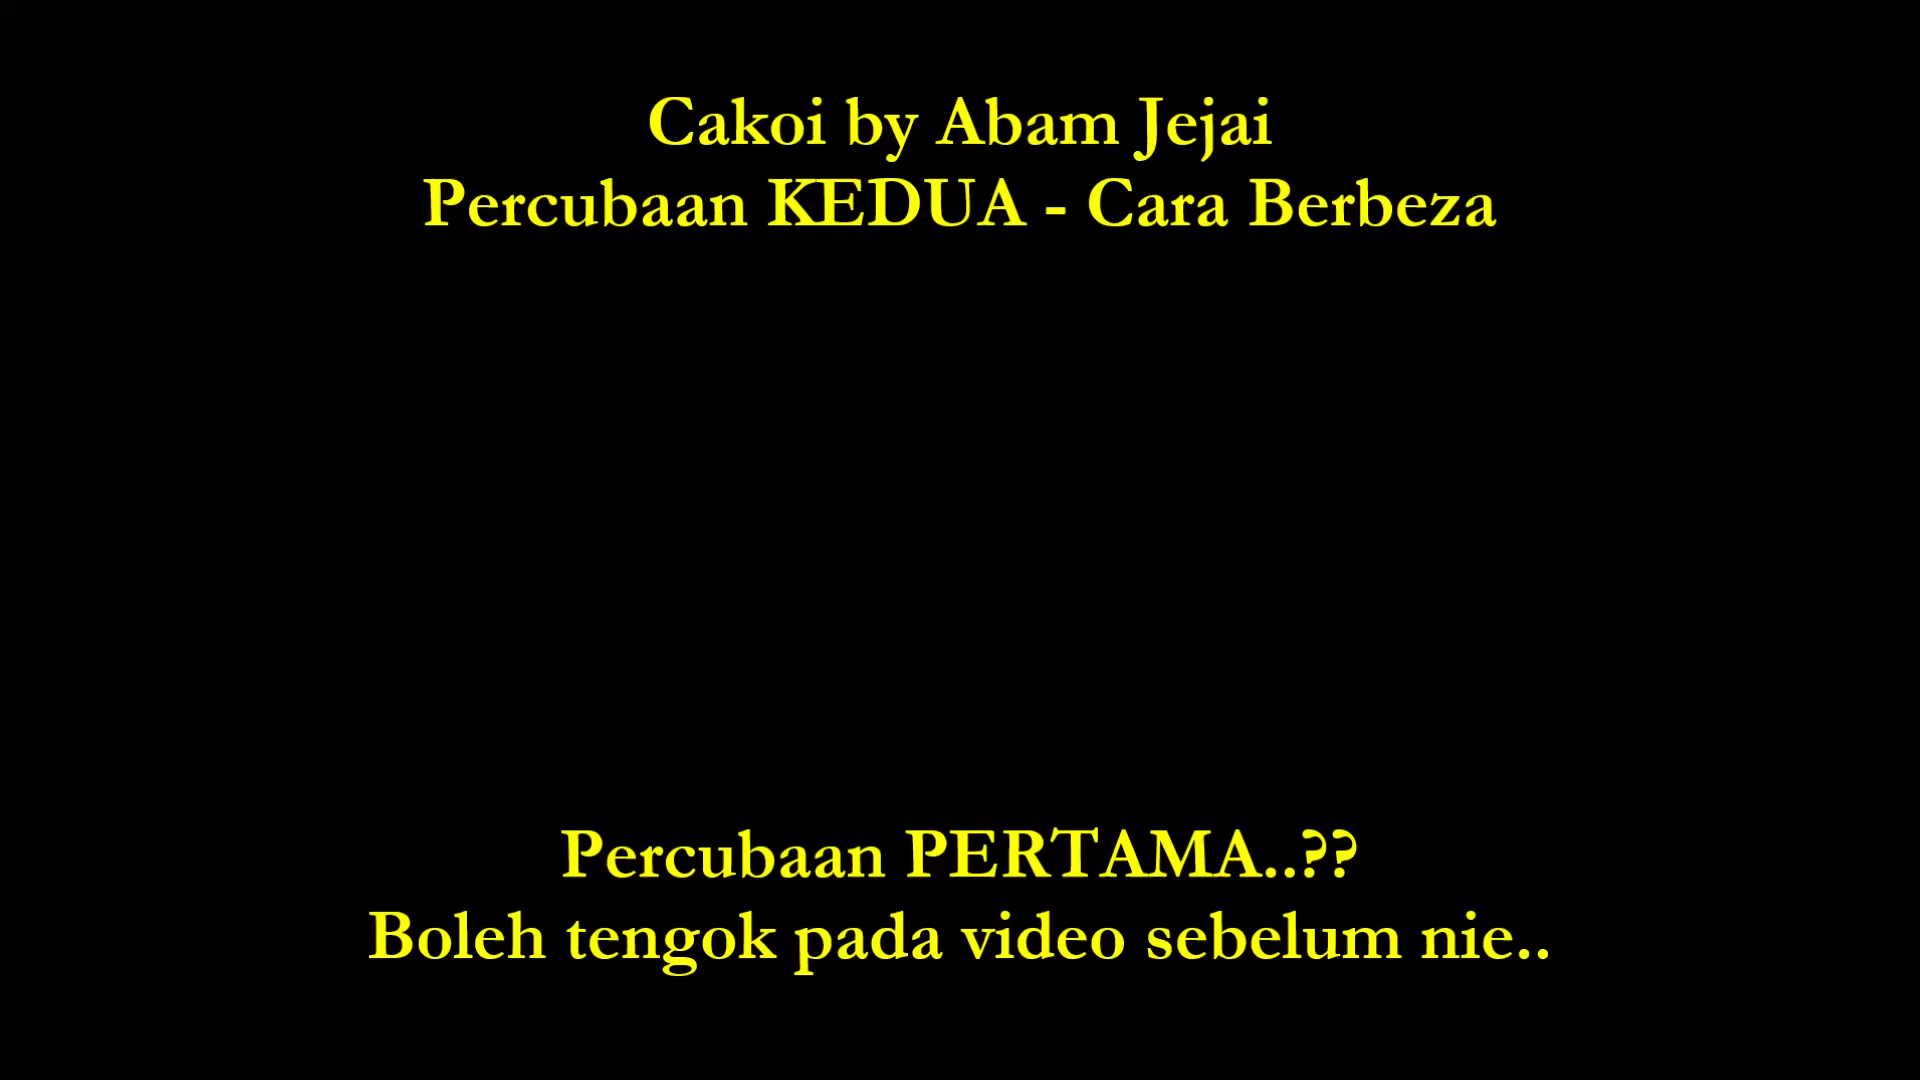 Cakoi by Abam Jejai
Percubaan KEDUA - Cara Berbeza
Percubaan PERTAMA..??
Boleh tengok pada video sebelum nie..